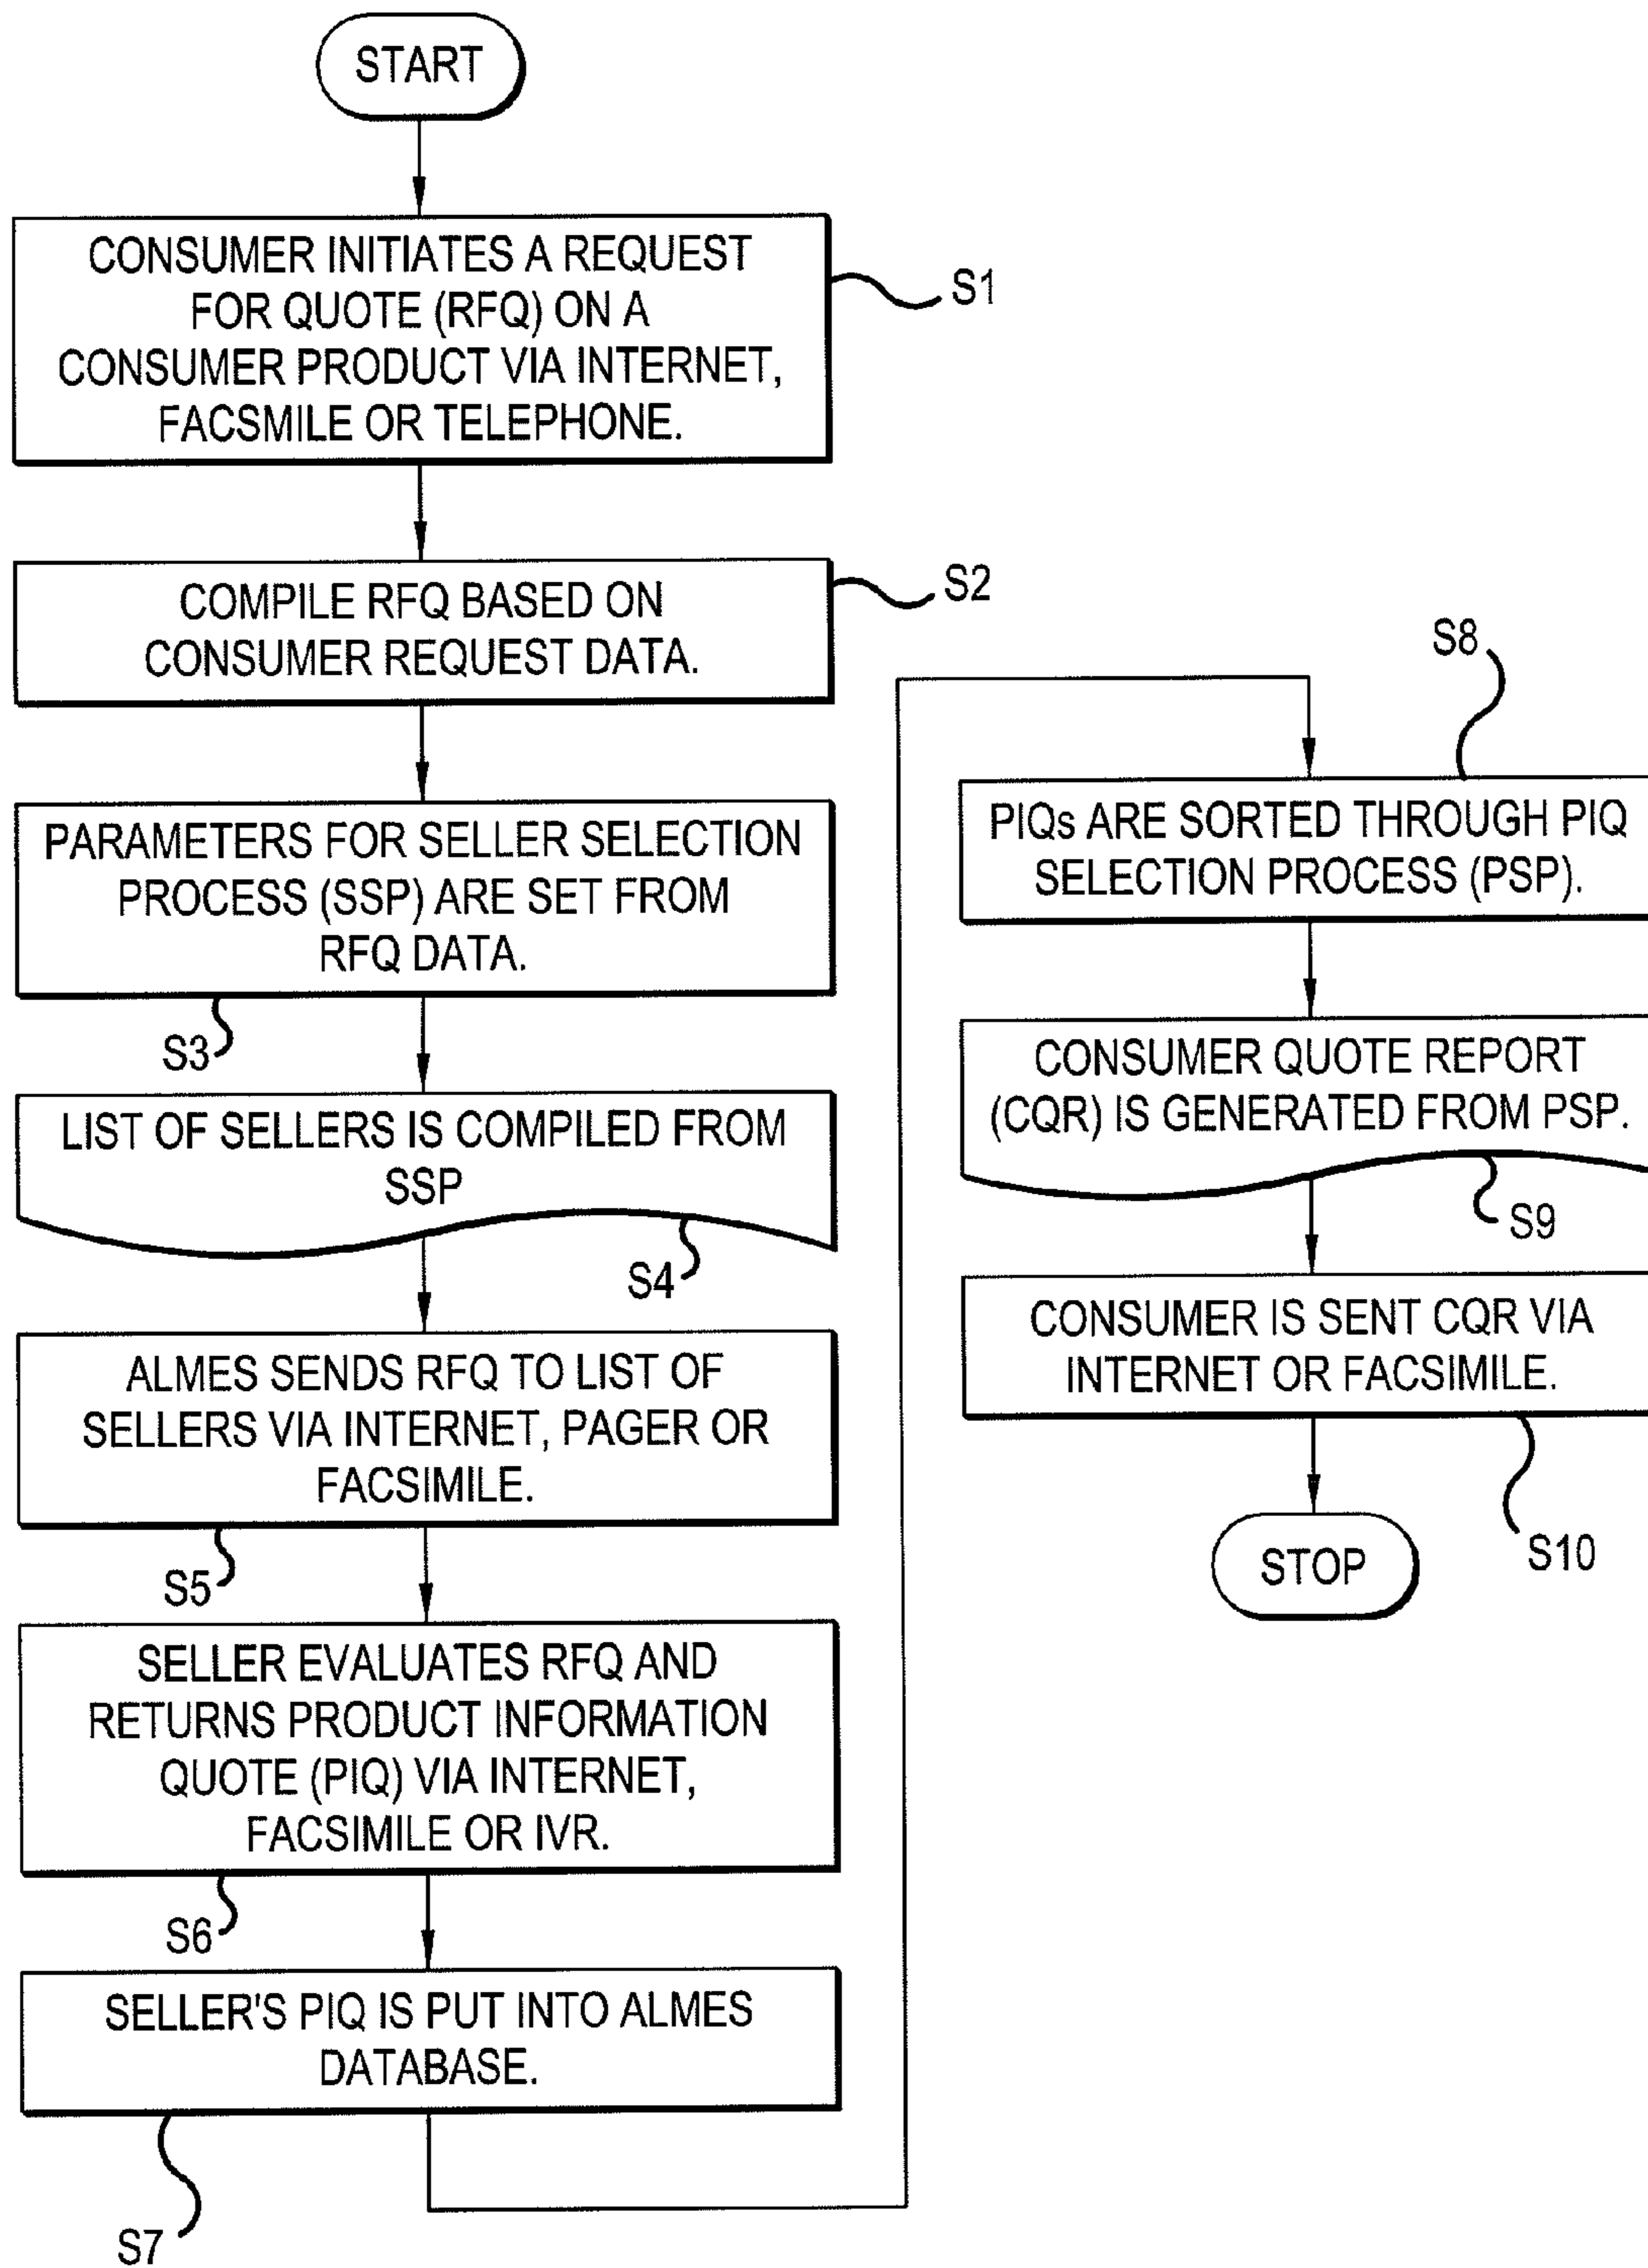 START
CONSUMER INITIATES A REQUEST
FOR QUOTE (RFQ) ON A
CONSUMER PRODUCT VIA INTERNET,
FACSMILE OR TELEPHONE.
S1
COMPILE RFQ BASED ON
CONSUMER REQUEST DATA.
S2
PARAMETERS FOR SELLER SELECTION
PROCESS (SSP) ARE SET FROM
RFQ DATA.
S3
LIST OF SELLERS IS COMPILED FROM
SSP
S4
ALMES SENDS RFQ TO LIST OF
SELLERS VIA INTERNET, PAGER OR
FACSIMILE.
S5
SELLER EVALUATES RFQ AND
RETURNS PRODUCT INFORMATION
QUOTE (PIQ) VIA INTERNET,
FACSIMILE OR IVR.
S6
SELLER'S PIQ IS PUT INTO ALMES
DATABASE.
S7
S8
PIQs ARE SORTED THROUGH PIQ
SELECTION PROCESS (PSP).
CONSUMER QUOTE REPORT
(CQR) IS GENERATED FROM PSP.
S9
CONSUMER IS SENT CQR VIA
INTERNET OR FACSIMILE.
S10
STOP